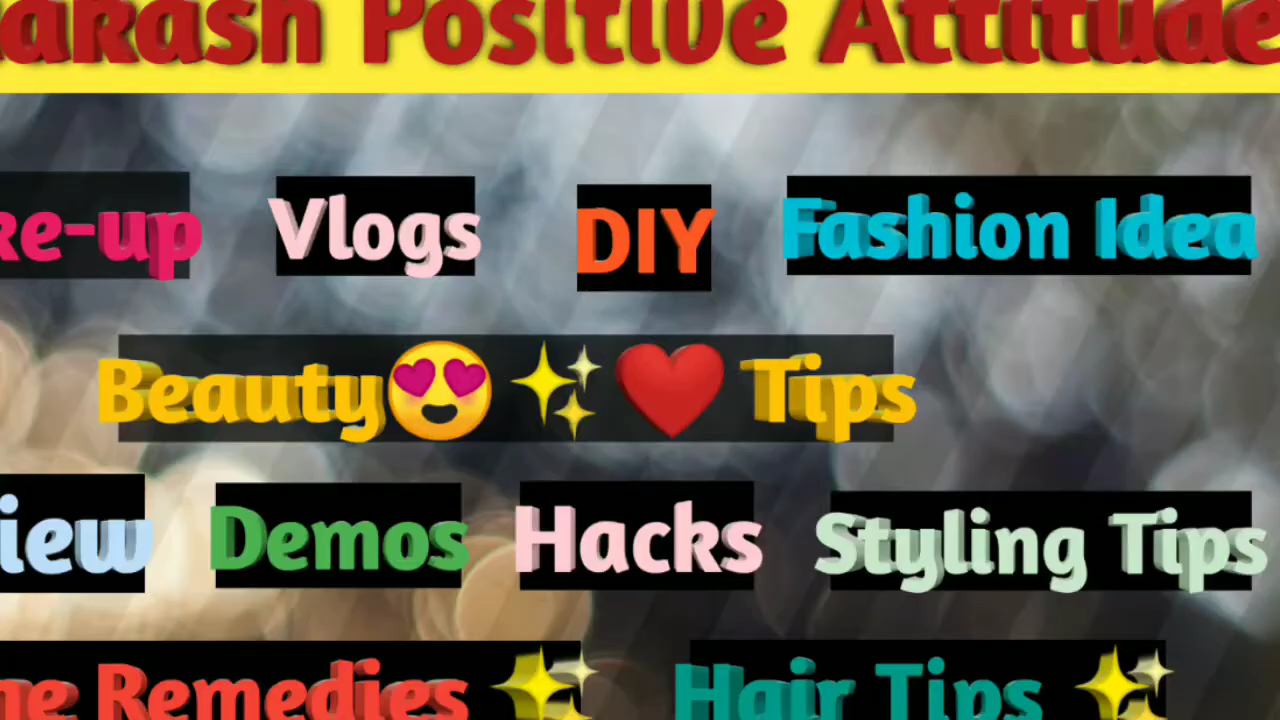 Positive Attitude
Vlogs DIY Fashion Idea
Beauty😍 ✨❤️ Tips
Demos Hacks Styling Tips
Remedies ✨ Hair Tips ✨